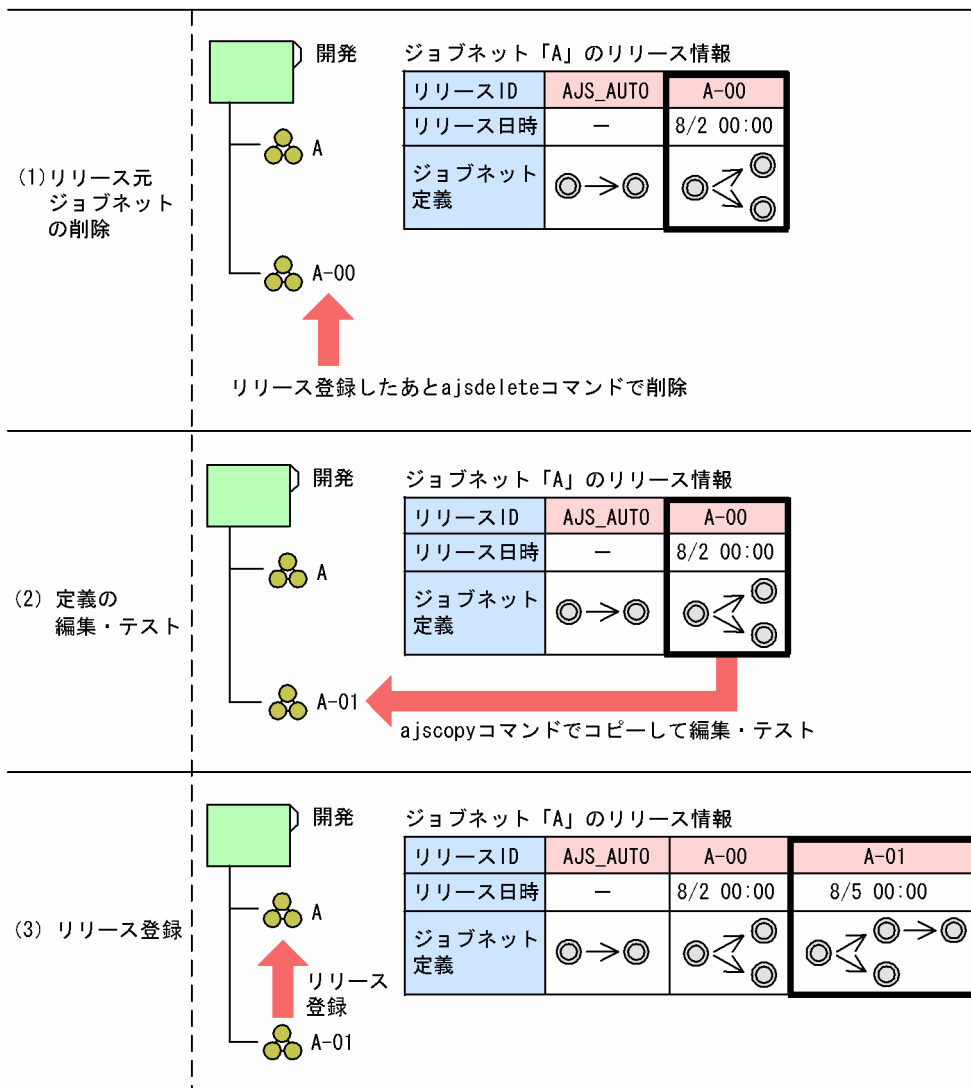 開発
ジョブネット「A」のリリース情報
リリースID AJS_AUTO A-00
リリース日時 － 8/2 00:00
ジョブネット
定義
A
A-00
(1)リリース元
ジョブネット
の削除
リリース登録したあとajsdeleteコマンドで削除
開発
ジョブネット「A」のリリース情報
リリースID AJS_AUTO A-00
リリース日時 － 8/2 00:00
ジョブネット
定義
A
(2) 定義の
編集・テスト
A-01
ajscopyコマンドでコピーして編集・テスト
開発
ジョブネット「A」のリリース情報
リリースID AJS_AUTO A-00 A-01
リリース日時 － 8/2 00:00 8/5 00:00
ジョブネット
定義
A
(3) リリース登録
リリース
登録
A-01